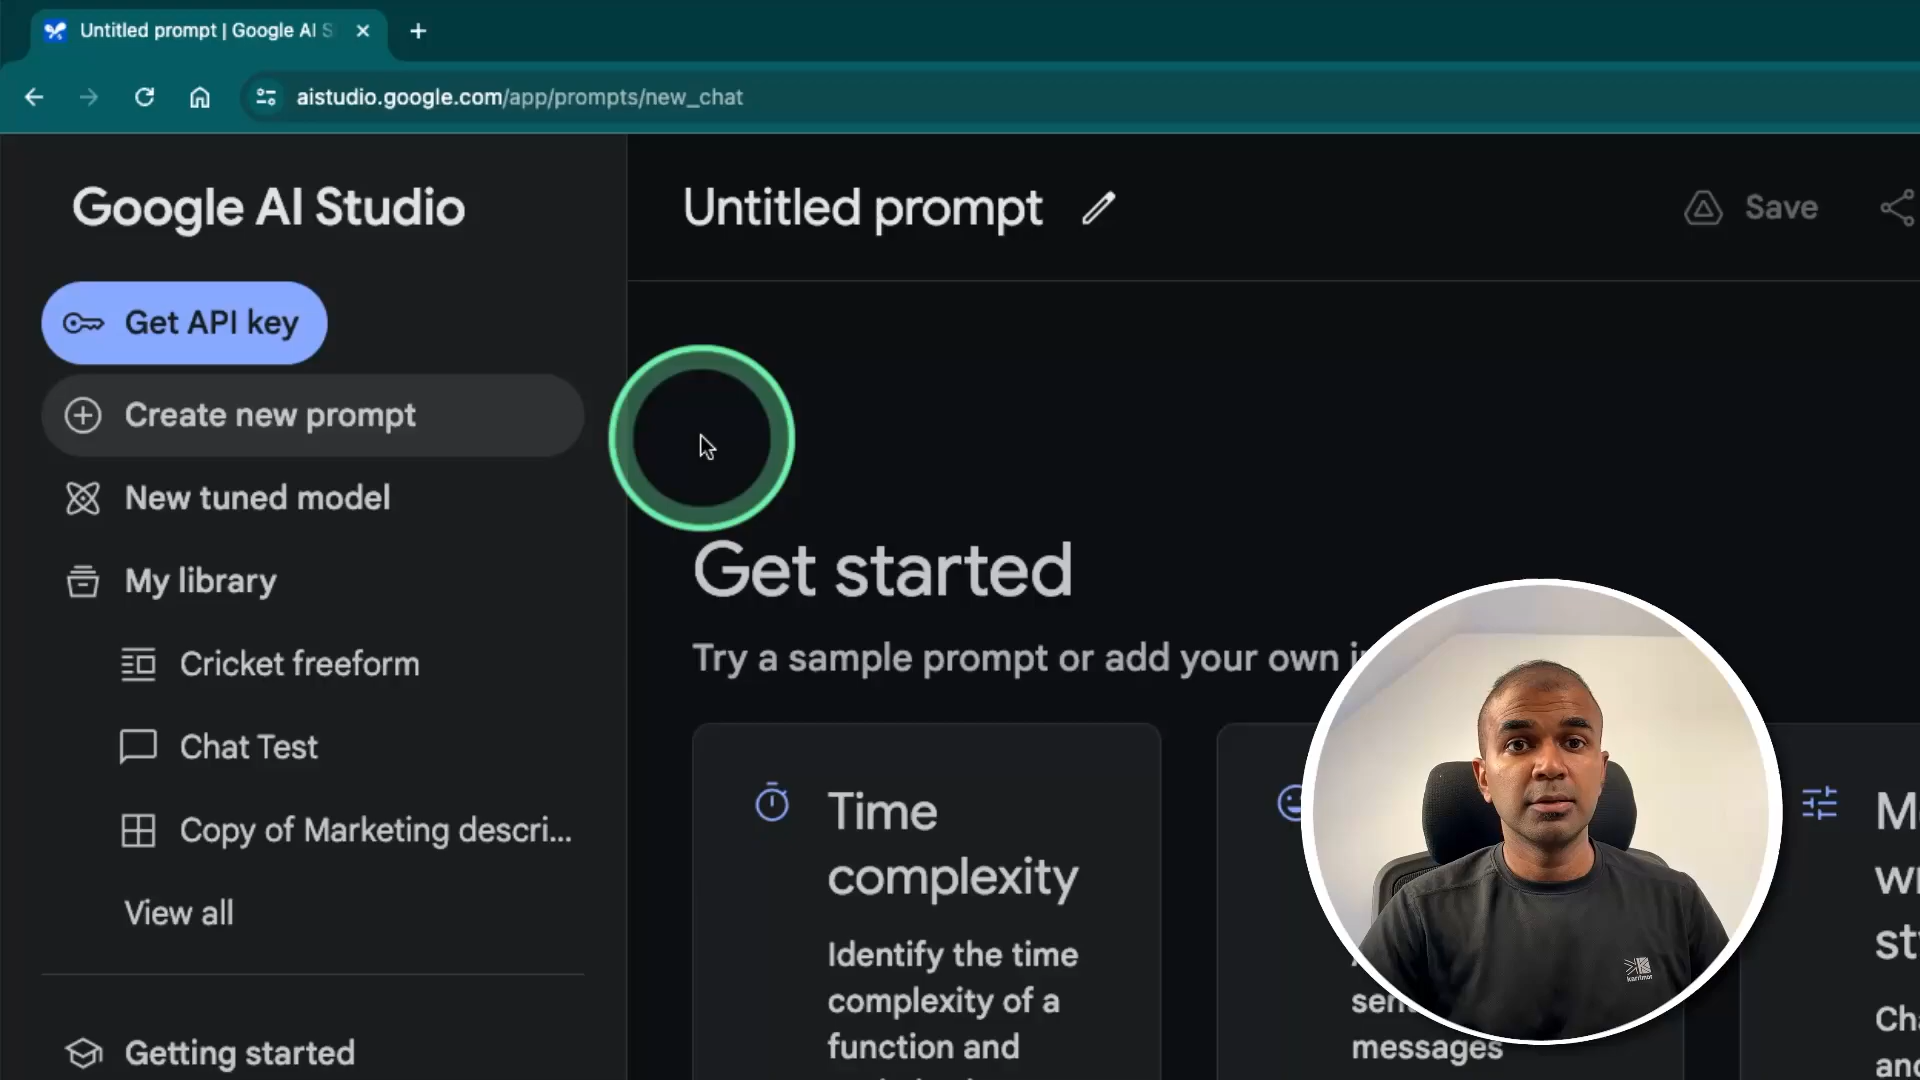 Untitled prompt | Google AI S
aistudio.google.com/app/prompts/new_chat
Google AI Studio
Untitled prompt
Save
Get API key
Create new prompt
New tuned model
My library
Cricket freeform
Chat Test
Copy of Marketing descri...
View all
Getting started
Get started
Try a sample prompt or add your own
Time
complexity
Identify the time
complexity of a
function and
messages
karrimor